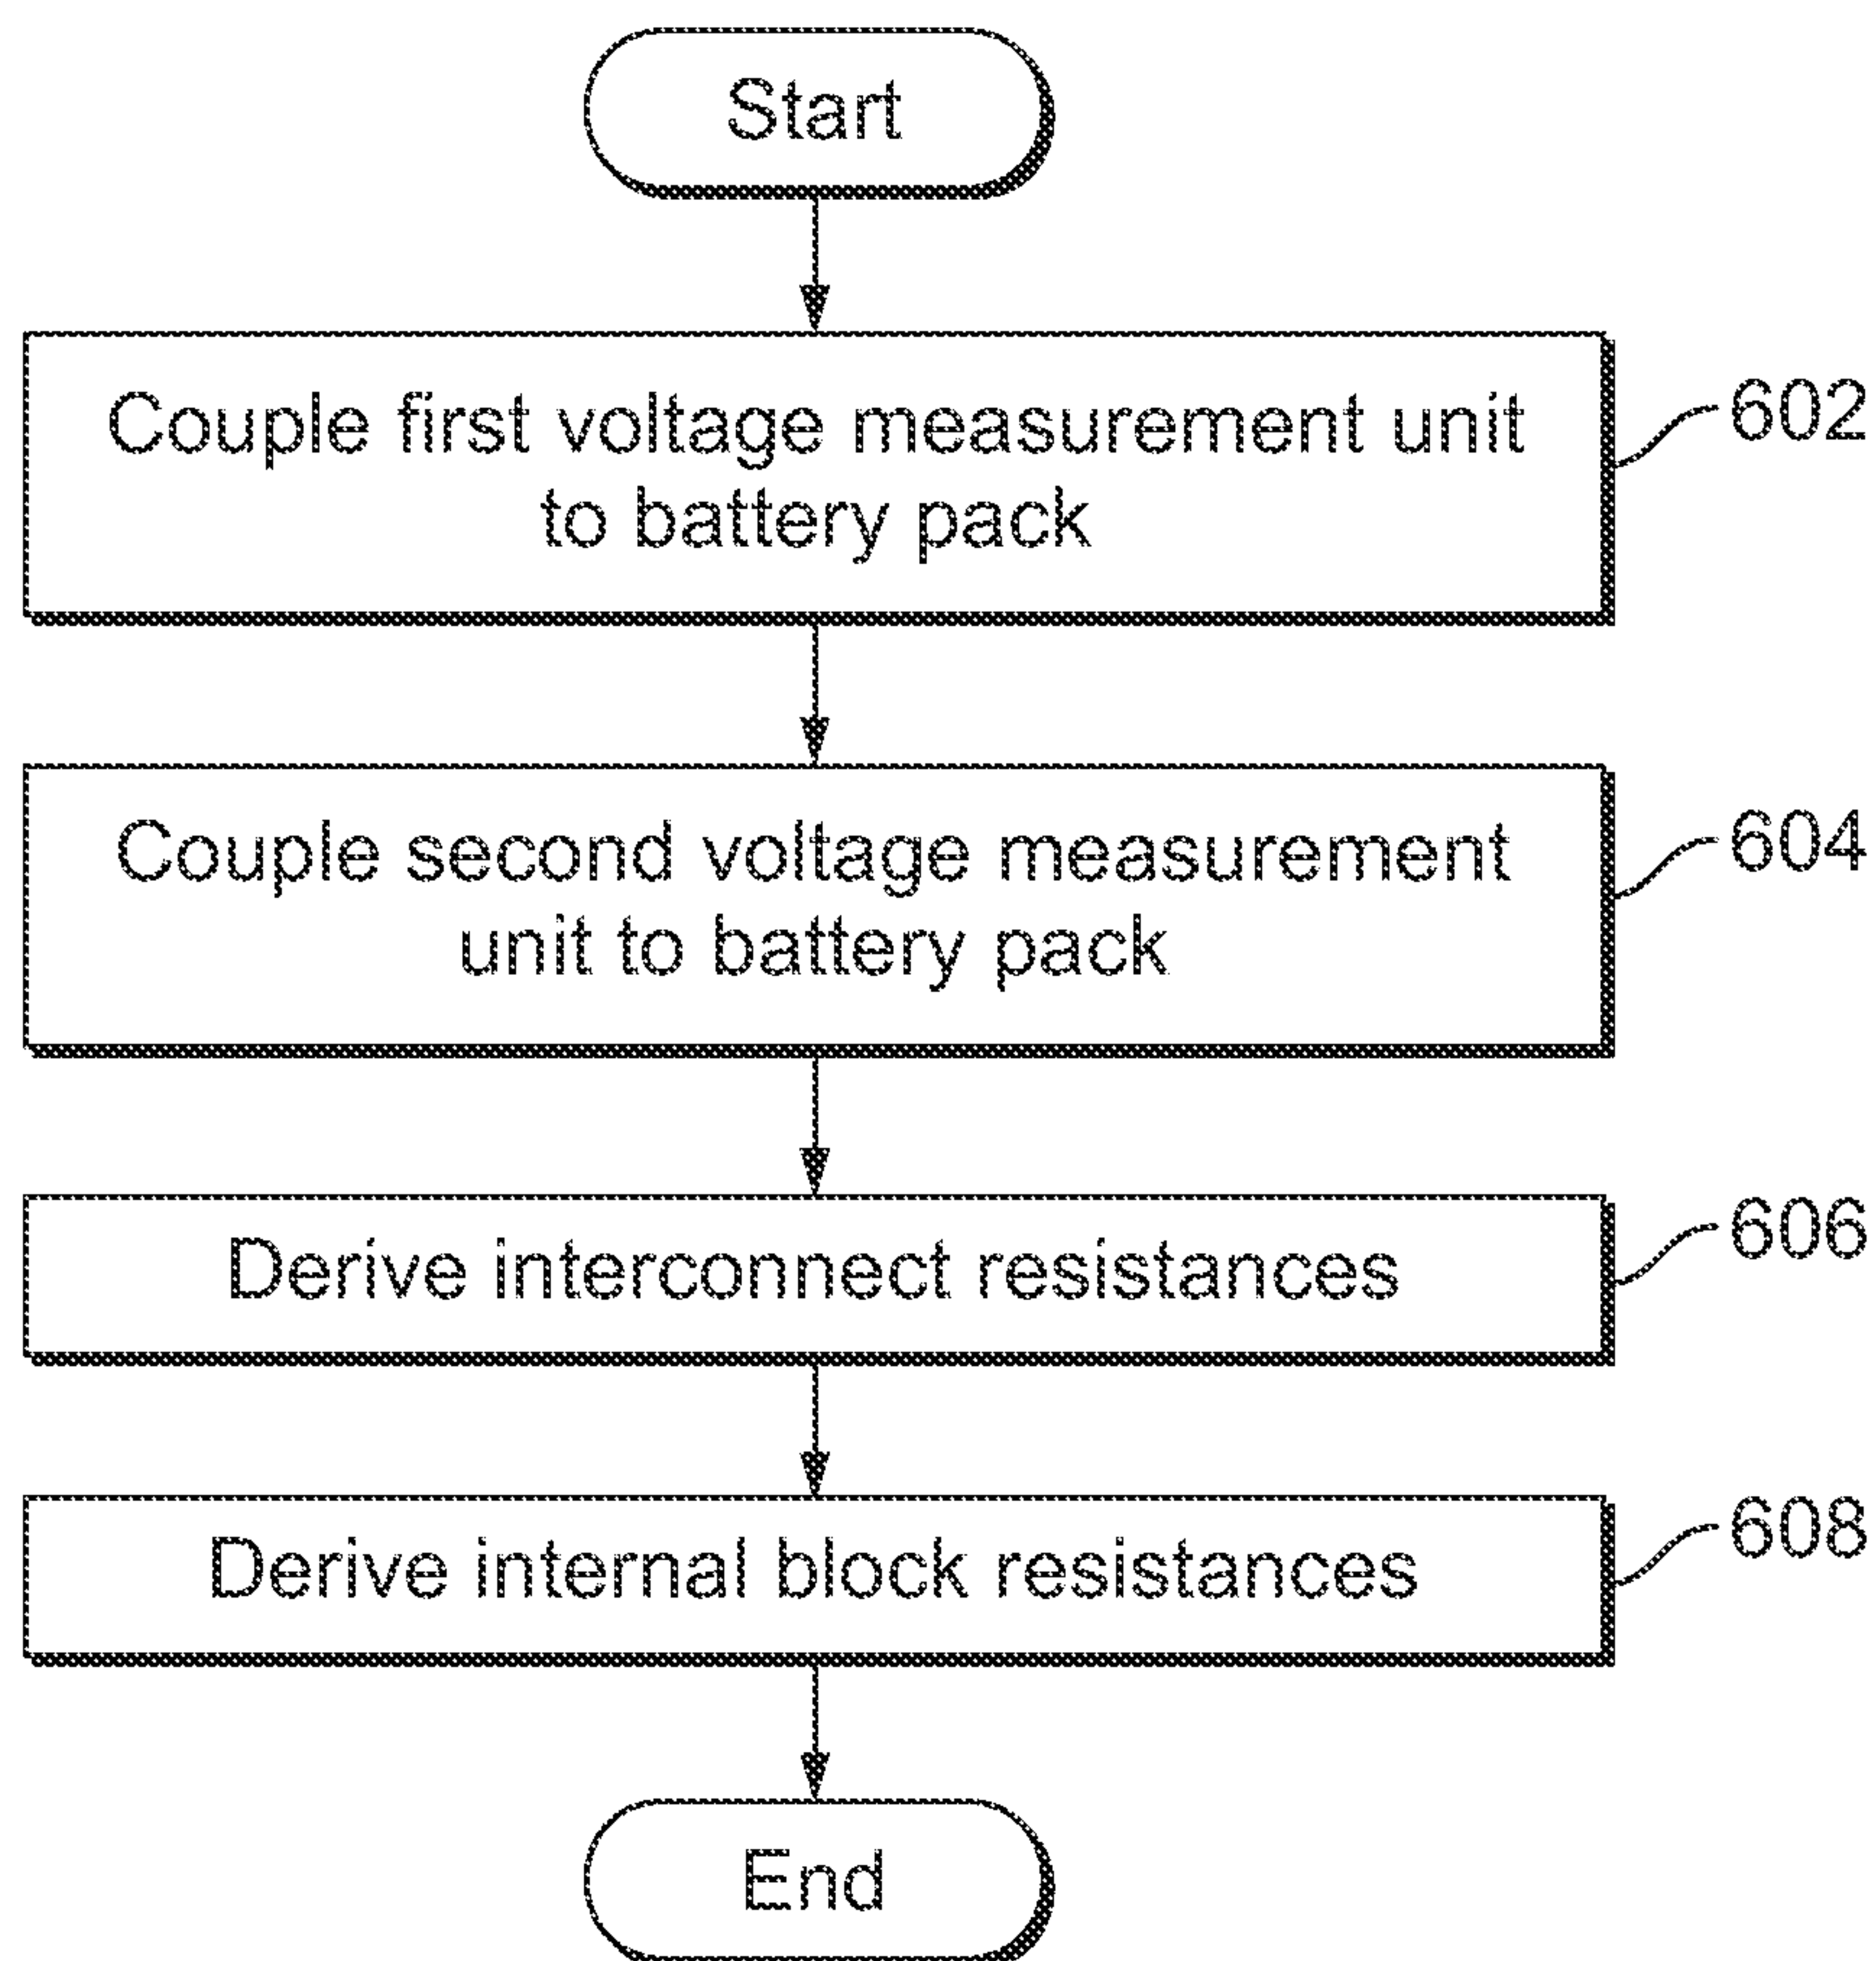 Start
Couple first voltage measurement unit
to battery pack
602
Couple second voltage measurement
unit to battery pack
604
Derive interconnect resistances
606
Derive internal block resistances
608
End